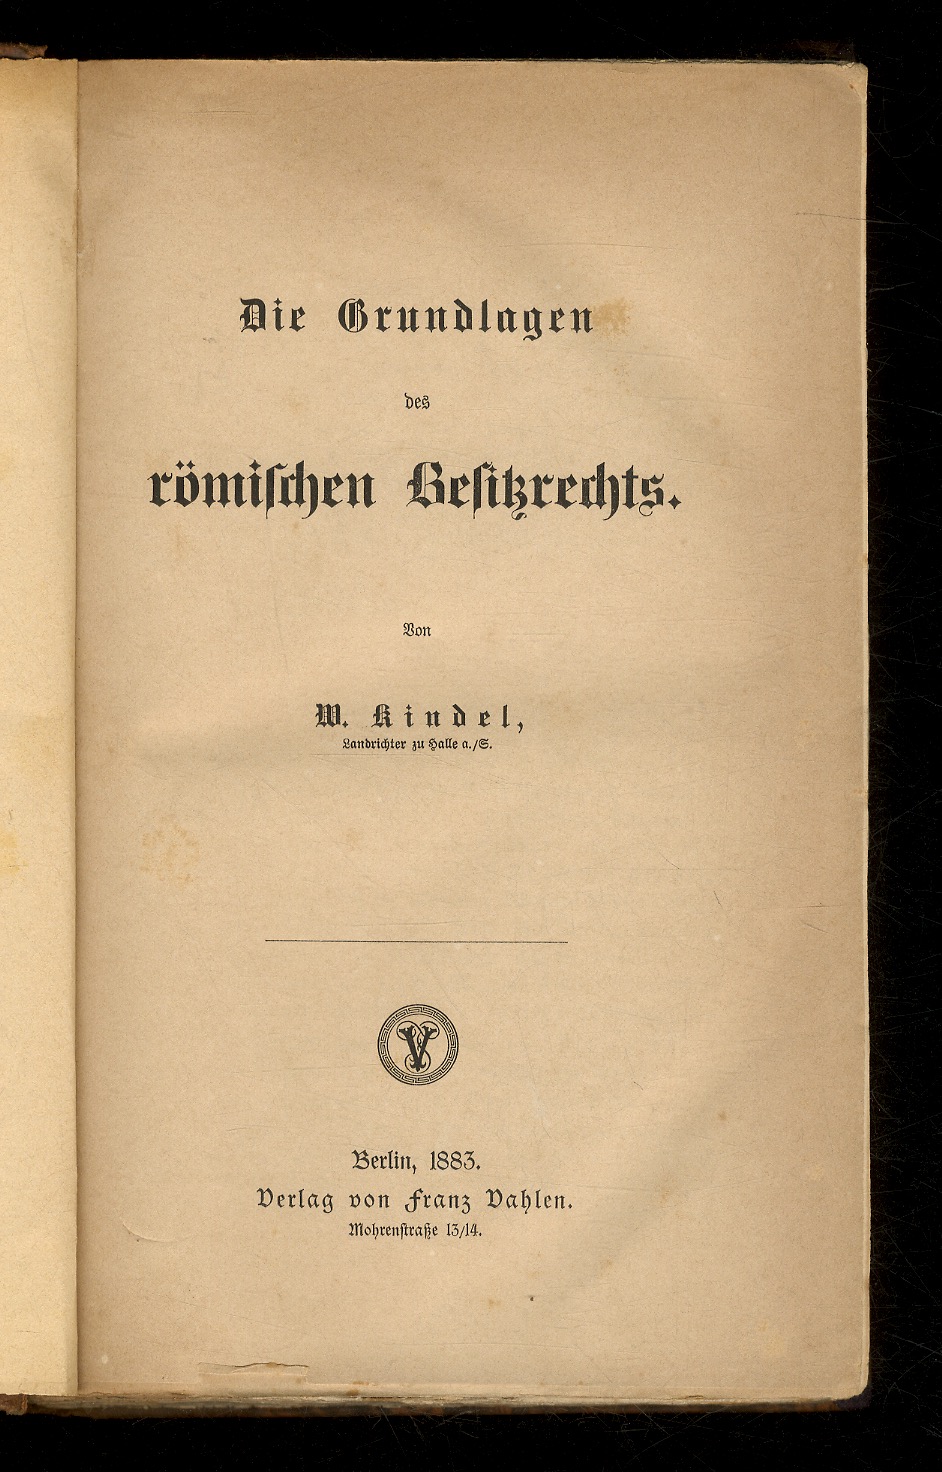 Die Grundlagen
des
römischen Besitzrechts.
Von
W. Kindel,
Landrichter zu Halle a./S.
V
Berlin, 1883.
Verlag von Franz Vahlen.
Mohrenstraße 13/14.